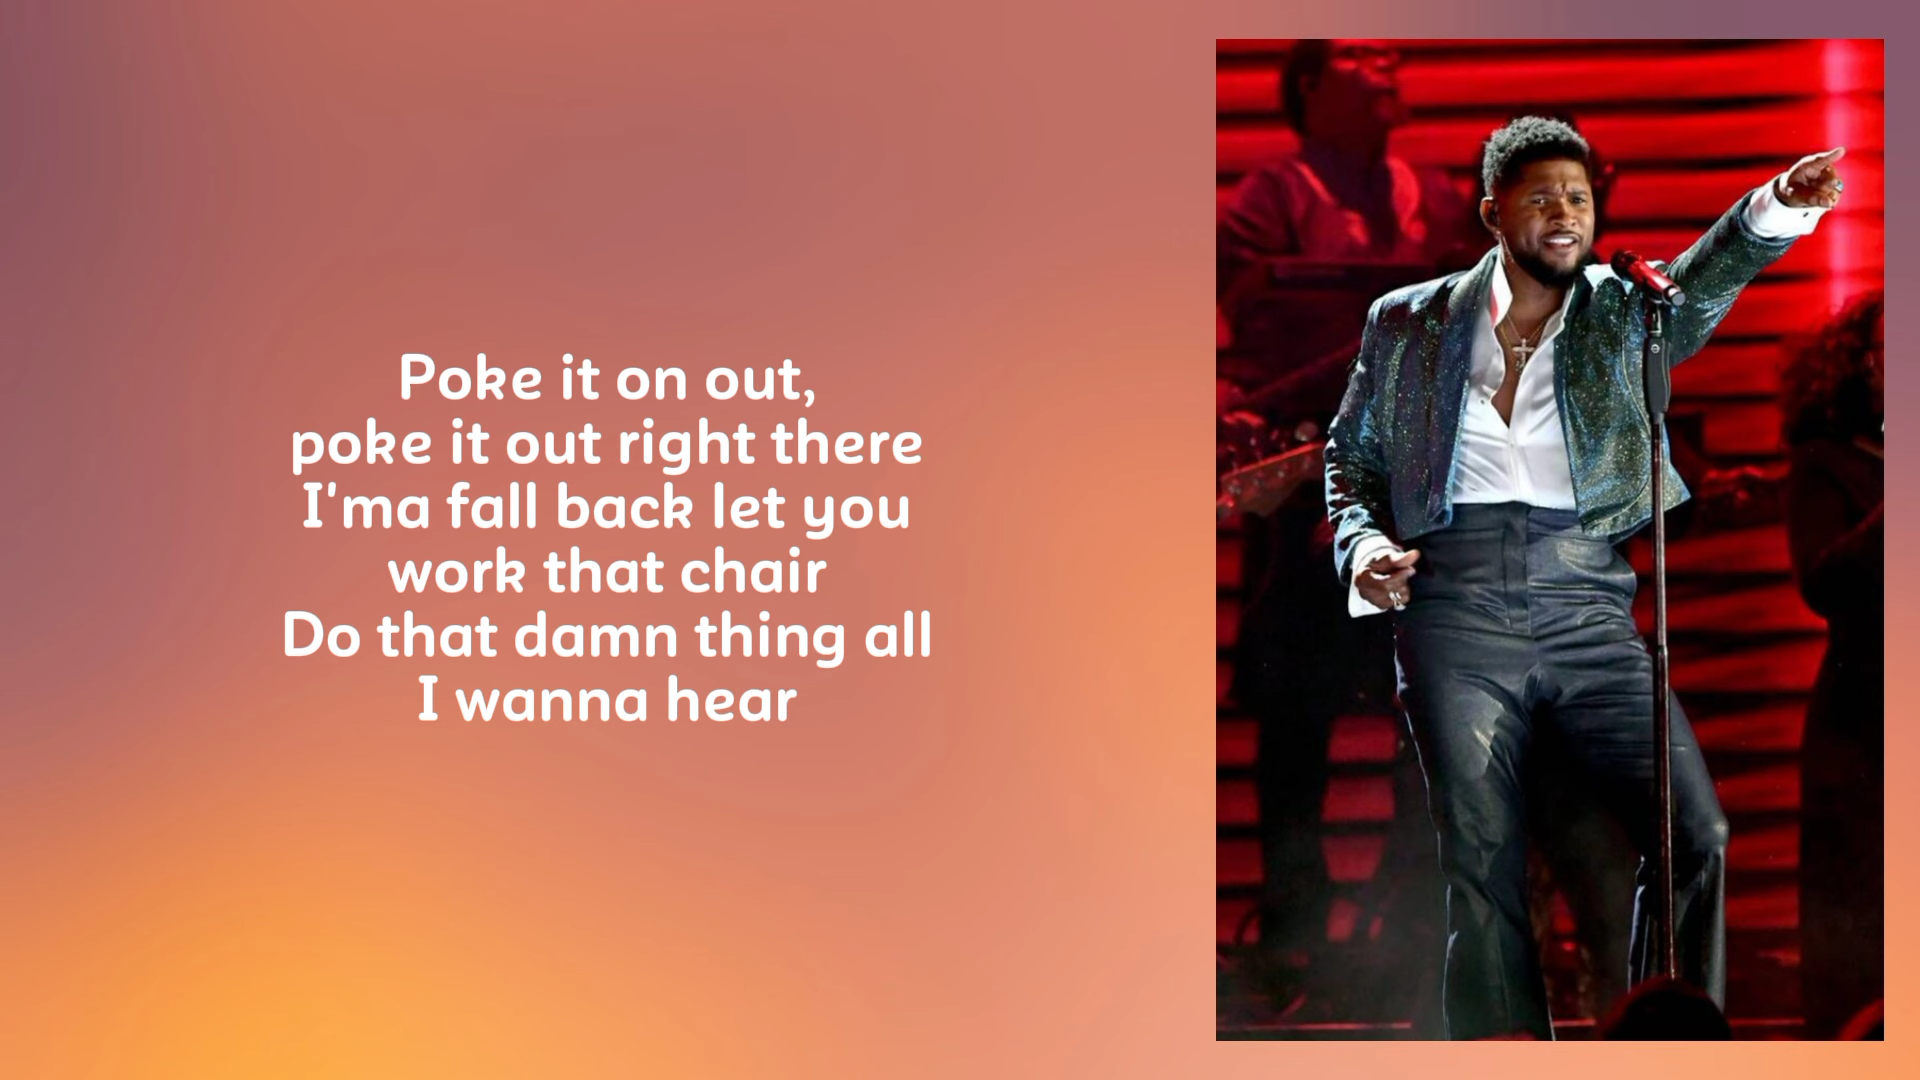 Poke it on out,
poke it out right there
I'ma fall back let you
work that chair
Do that damn thing all
I wanna hear